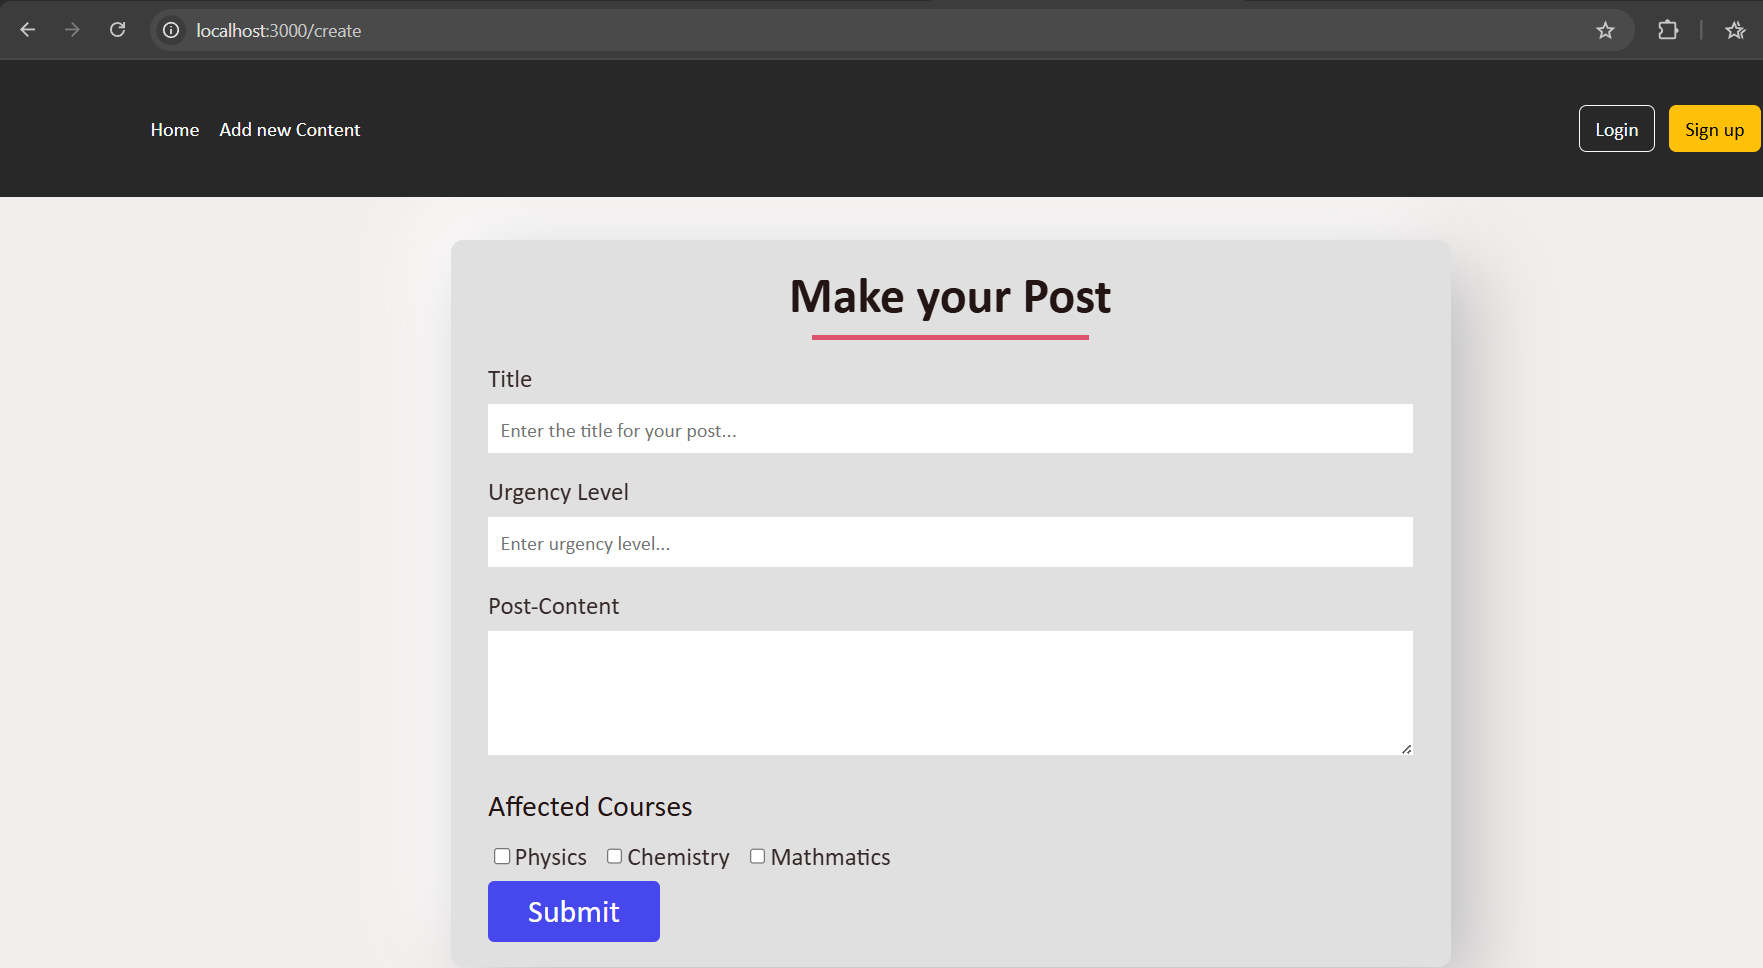 localhost:3000/create
Home Add new Content Login Sign up
Make your Post
Title
Enter the title for your post...
Urgency Level
Enter urgency level...
Post-Content
Affected Courses
Physics Chemistry Mathmatics
Submit